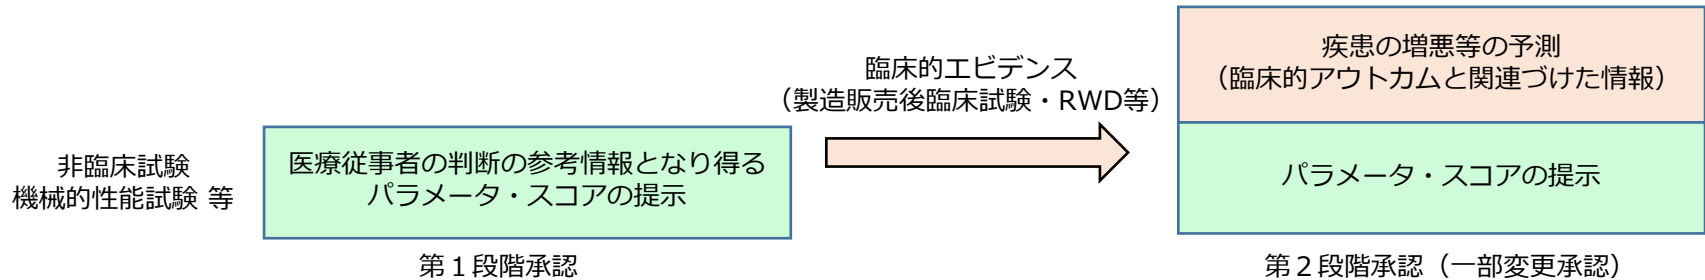 非臨床試験
機械的性能試験 等
医療従事者の判断の参考情報となり得る
パラメータ・スコアの提示
第１段階承認
臨床的エビデンス
（製造販売後臨床試験・RWD等）
疾患の増悪等の予測
（臨床的アウトカムと関連づけた情報）
パラメータ・スコアの提示
第２段階承認（一部変更承認）